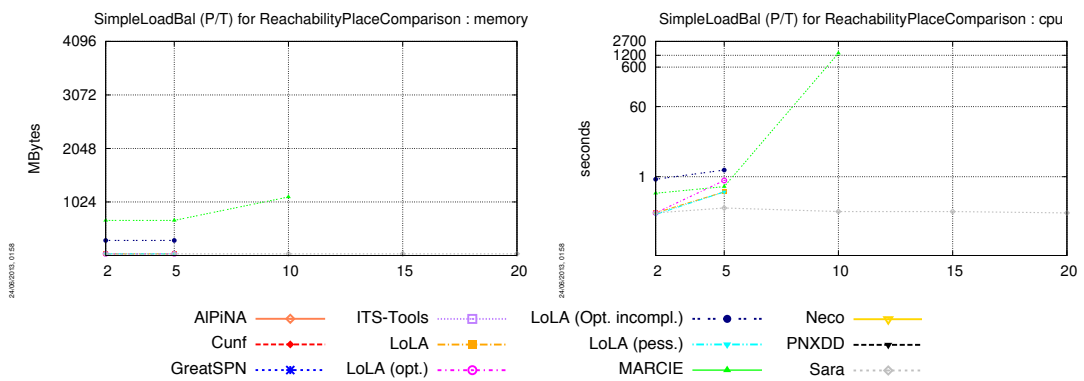 SimpleLoadBal (P/T) for ReachabilityPlaceComparison : memory
4096
3072
2048
1024
MBytes
2 5 10 15 20
24/06/2013, 01:58
SimpleLoadBal (P/T) for ReachabilityPlaceComparison : cpu
2700
1200
600
60
1
seconds
2 5 10 15 20
24/06/2013, 01:58
AlPiNA ITS-Tools LoLA (Opt. incompl.) Neco
Cunf LoLA LoLA (pess.) PNXDD
GreatSPN LoLA (opt.) MARCIE Sara